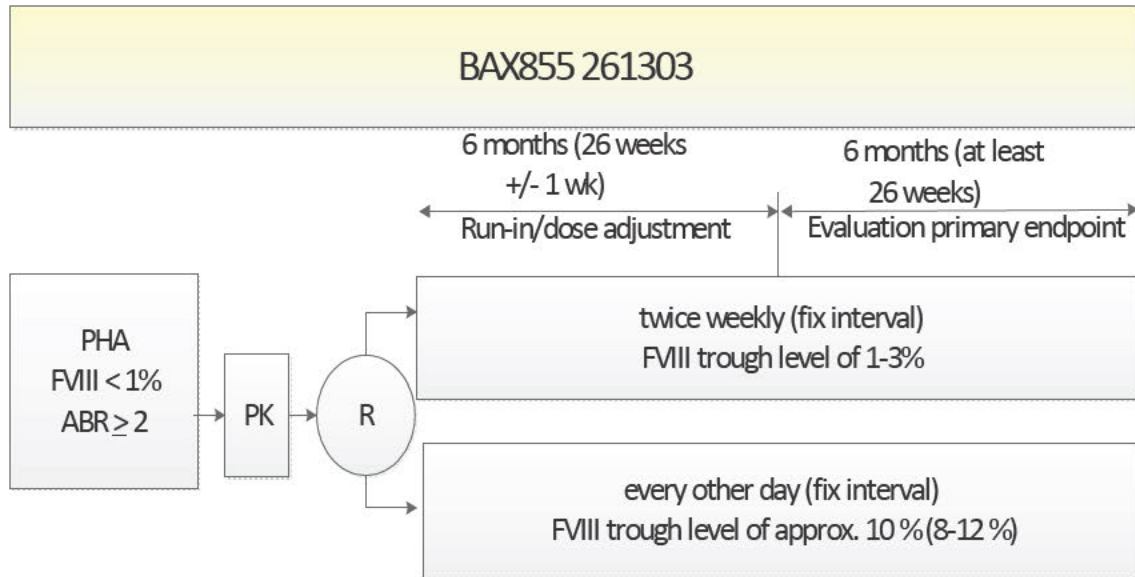 BAX855 261303
6 months (26 weeks
+/- 1 wk)
Run-in/dose adjustment
6 months (at least
26 weeks)
Evaluation primary endpoint
PHA
FVIII < 1%
ABR ≥ 2
PK
R
twice weekly (fix interval)
FVIII trough level of 1-3%
every other day (fix interval)
FVIII trough level of approx. 10 % (8-12 %)